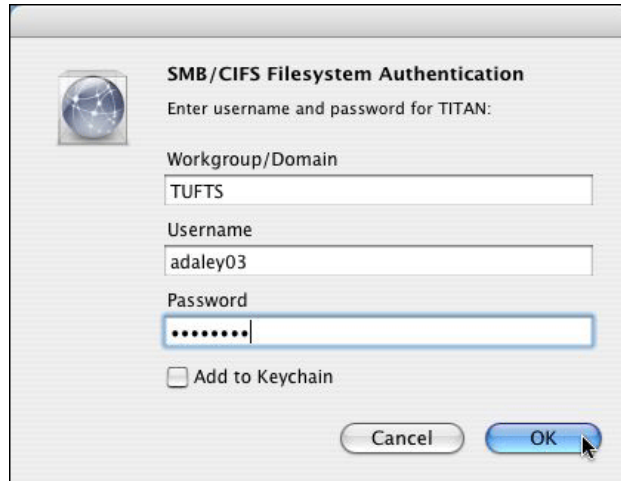 SMB/CIFS Filesystem Authentication
Enter username and password for TITAN:
Workgroup/Domain
TUFTS
Username
adaley03
Password
••••••••
Add to Keychain
Cancel OK